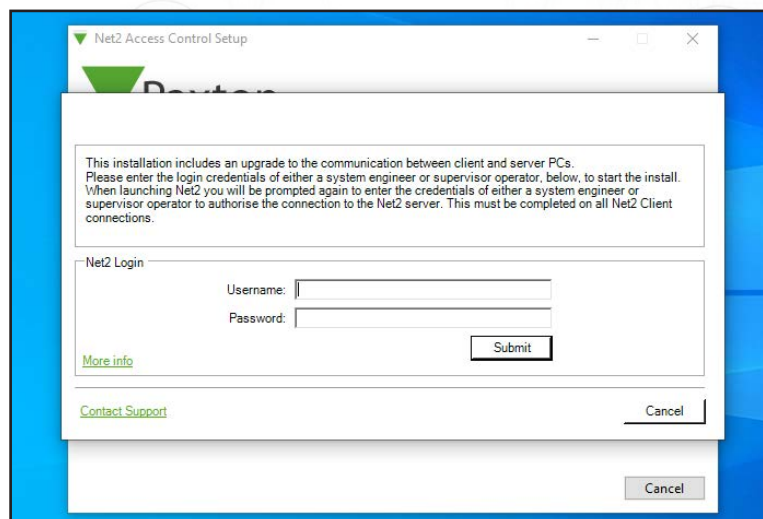 Net2 Access Control Setup
This installation includes an upgrade to the communication between client and server PCs.
Please enter the login credentials of either a system engineer or supervisor operator, below, to start the install.
When launching Net2 you will be prompted again to enter the credentials of either a system engineer or
supervisor operator to authorise the connection to the Net2 server. This must be completed on all Net2 Client
connections.
Net2 Login
Username:
Password:
Submit
More info
Contact Support
Cancel
Cancel